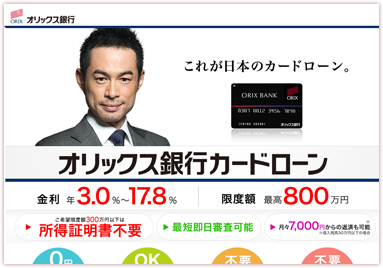 ORIX オリックス銀行
これが日本のカードローン。
ORIX BANK
ORIX
オリックス銀行
オリックス銀行カードローン
金利 年3.0%～17.8% 限度額 最高800万円
ご希望限度額300万円以下は
所得証明書不要
最短即日審査可能
月々7,000円からの返済も可能
※借入残高30万円以下の場合
0円
OK
不要
不要